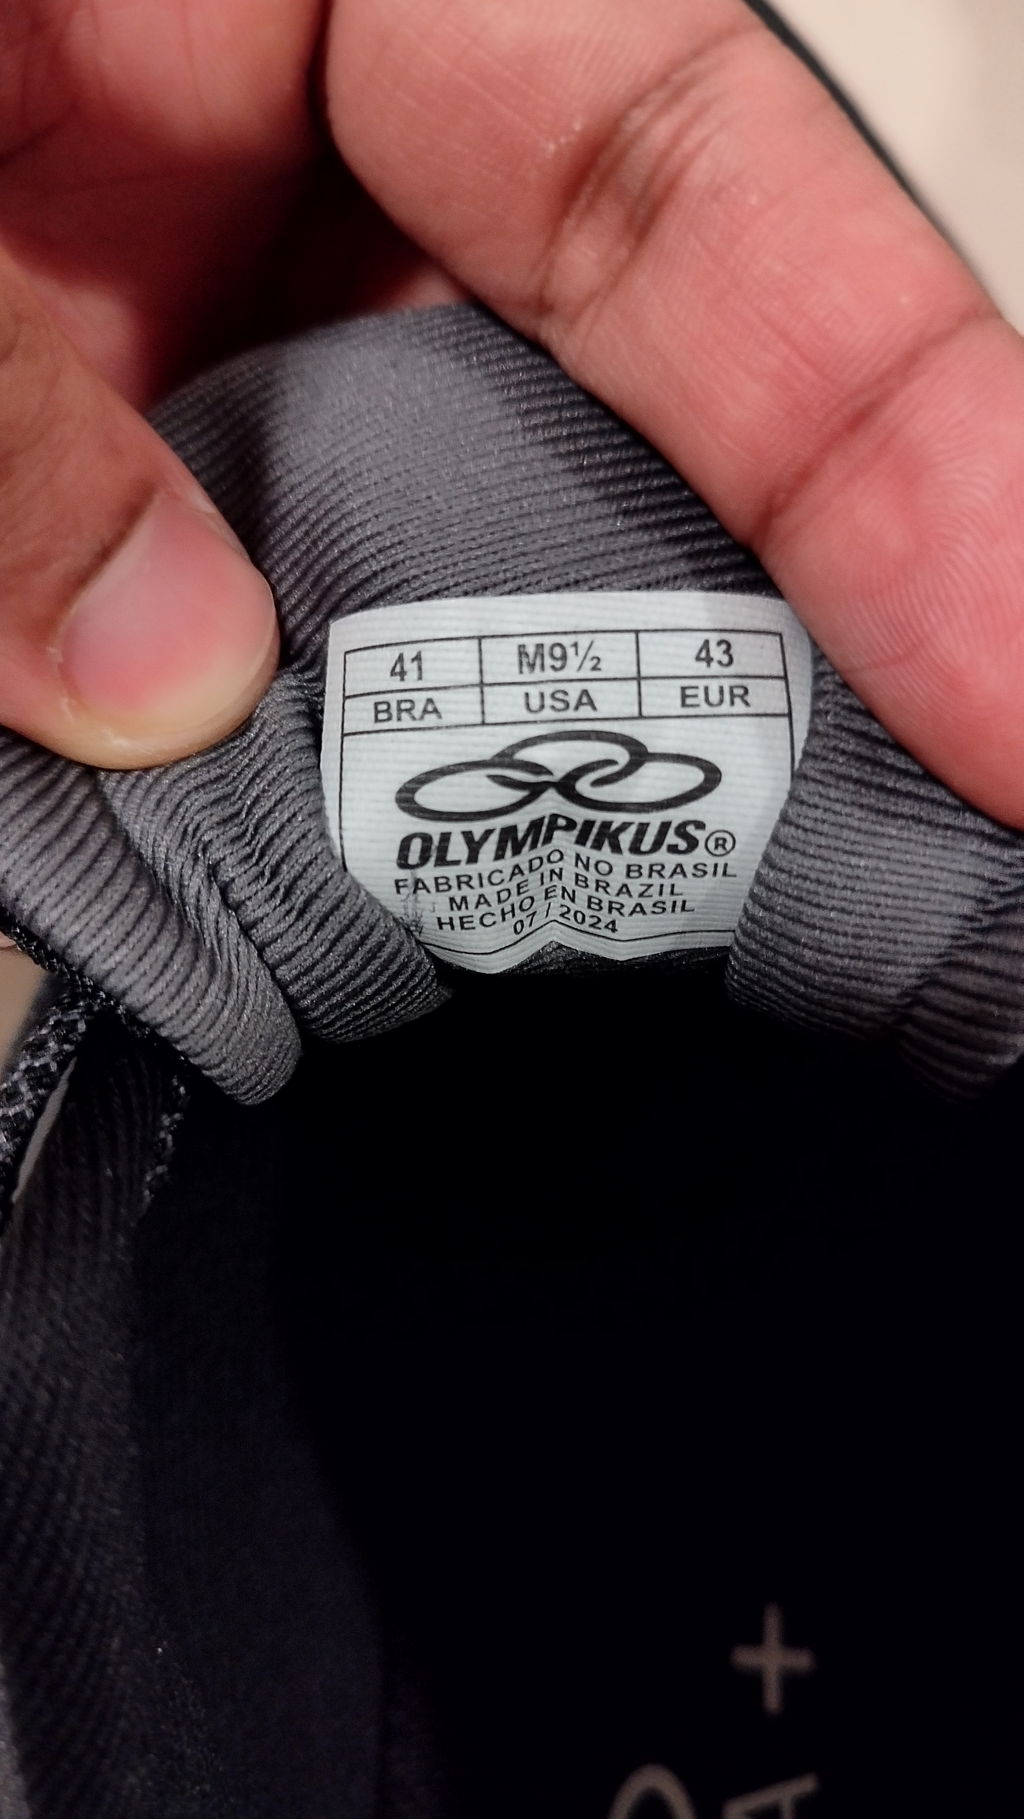 41 M9½ 43
BRA USA EUR
OLYMPIKUS®
FABRICADO NO BRASIL
MADE IN BRAZIL
HECHO EN BRASIL
07 / 2024
+